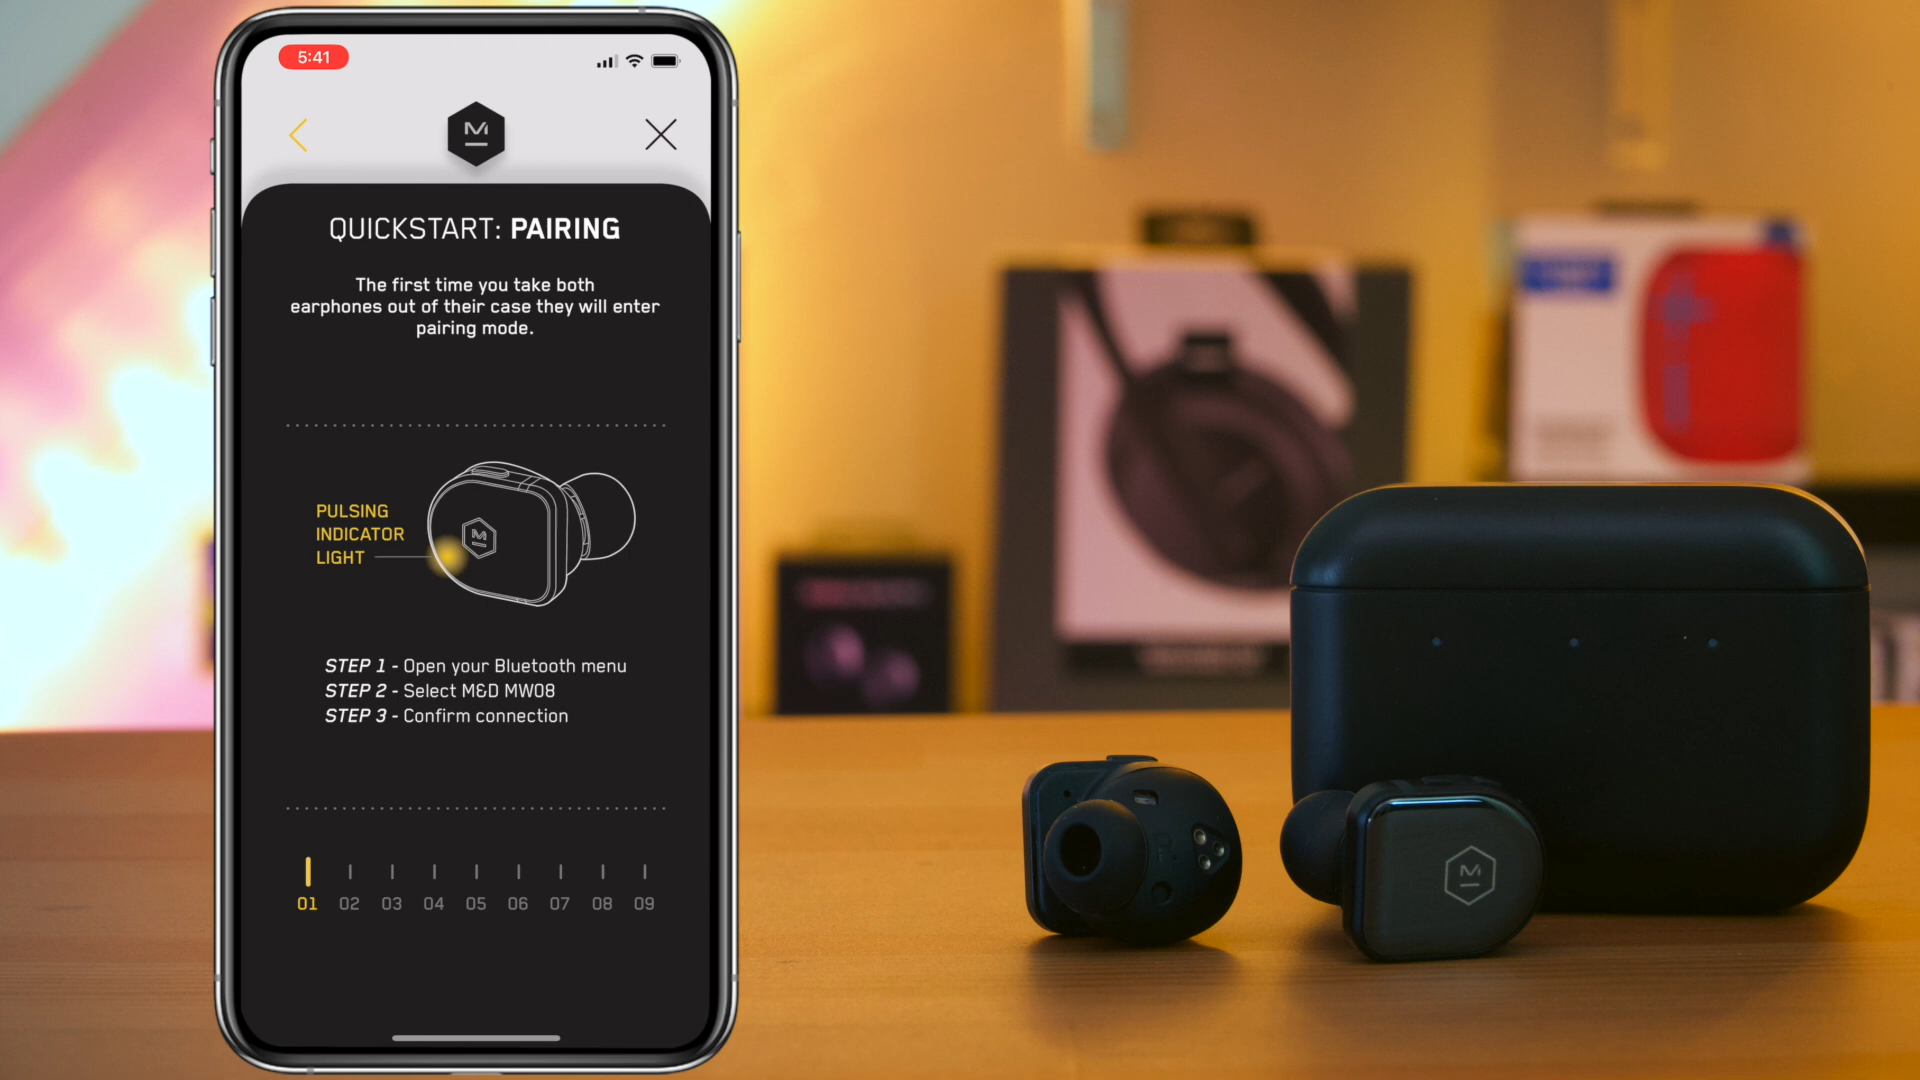 5:41
M
QUICKSTART: PAIRING
The first time you take both
earphones out of their case they will enter
pairing mode.
PULSING
INDICATOR
LIGHT
M
STEP 1 - Open your Bluetooth menu
STEP 2 - Select M&D MW08
STEP 3 - Confirm connection
01 02 03 04 05 06 07 08 09
M